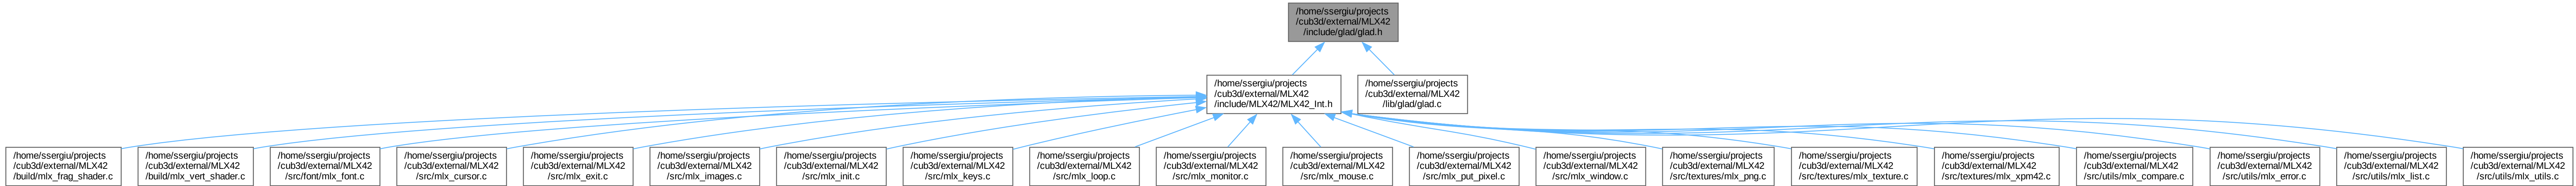 /home/ssergiu/projects
/cub3d/external/MLX42
/include/glad/glad.h
/home/ssergiu/projects
/cub3d/external/MLX42
/include/MLX42/MLX42_Int.h
/home/ssergiu/projects
/cub3d/external/MLX42
/lib/glad/glad.c
/home/ssergiu/projects
/cub3d/external/MLX42
/build/mlx_frag_shader.c
/home/ssergiu/projects
/cub3d/external/MLX42
/build/mlx_vert_shader.c
/home/ssergiu/projects
/cub3d/external/MLX42
/src/font/mlx_font.c
/home/ssergiu/projects
/cub3d/external/MLX42
/src/mlx_cursor.c
/home/ssergiu/projects
/cub3d/external/MLX42
/src/mlx_exit.c
/home/ssergiu/projects
/cub3d/external/MLX42
/src/mlx_images.c
/home/ssergiu/projects
/cub3d/external/MLX42
/src/mlx_init.c
/home/ssergiu/projects
/cub3d/external/MLX42
/src/mlx_keys.c
/home/ssergiu/projects
/cub3d/external/MLX42
/src/mlx_loop.c
/home/ssergiu/projects
/cub3d/external/MLX42
/src/mlx_monitor.c
/home/ssergiu/projects
/cub3d/external/MLX42
/src/mlx_mouse.c
/home/ssergiu/projects
/cub3d/external/MLX42
/src/mlx_put_pixel.c
/home/ssergiu/projects
/cub3d/external/MLX42
/src/mlx_window.c
/home/ssergiu/projects
/cub3d/external/MLX42
/src/textures/mlx_png.c
/home/ssergiu/projects
/cub3d/external/MLX42
/src/textures/mlx_texture.c
/home/ssergiu/projects
/cub3d/external/MLX42
/src/textures/mlx_xpm42.c
/home/ssergiu/projects
/cub3d/external/MLX42
/src/utils/mlx_compare.c
/home/ssergiu/projects
/cub3d/external/MLX42
/src/utils/mlx_error.c
/home/ssergiu/projects
/cub3d/external/MLX42
/src/utils/mlx_list.c
/home/ssergiu/projects
/cub3d/external/MLX42
/src/utils/mlx_utils.c